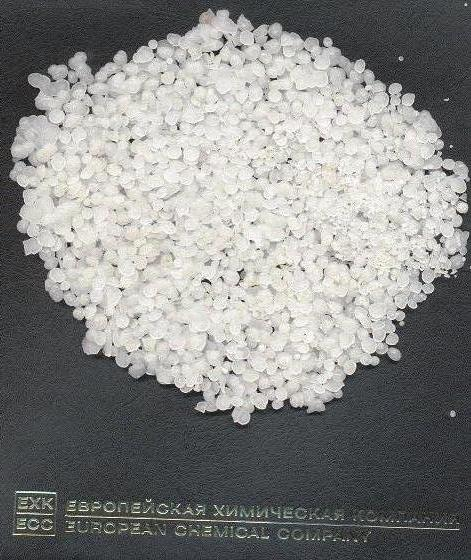 ЕХК ЕВРОПЕЙСКАЯ ХИМИЧЕСКАЯ КОМПАНИЯ
ECC EUROPEAN CHEMICAL COMPANY